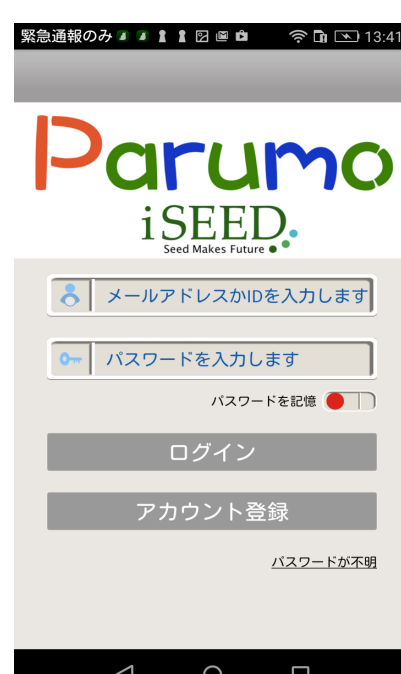 緊急通報のみ 13:41
Parumo
iSEED
Seed Makes Future
メールアドレスかIDを入力します
パスワードを入力します
パスワードを記憶
ログイン
アカウント登録
パスワードが不明